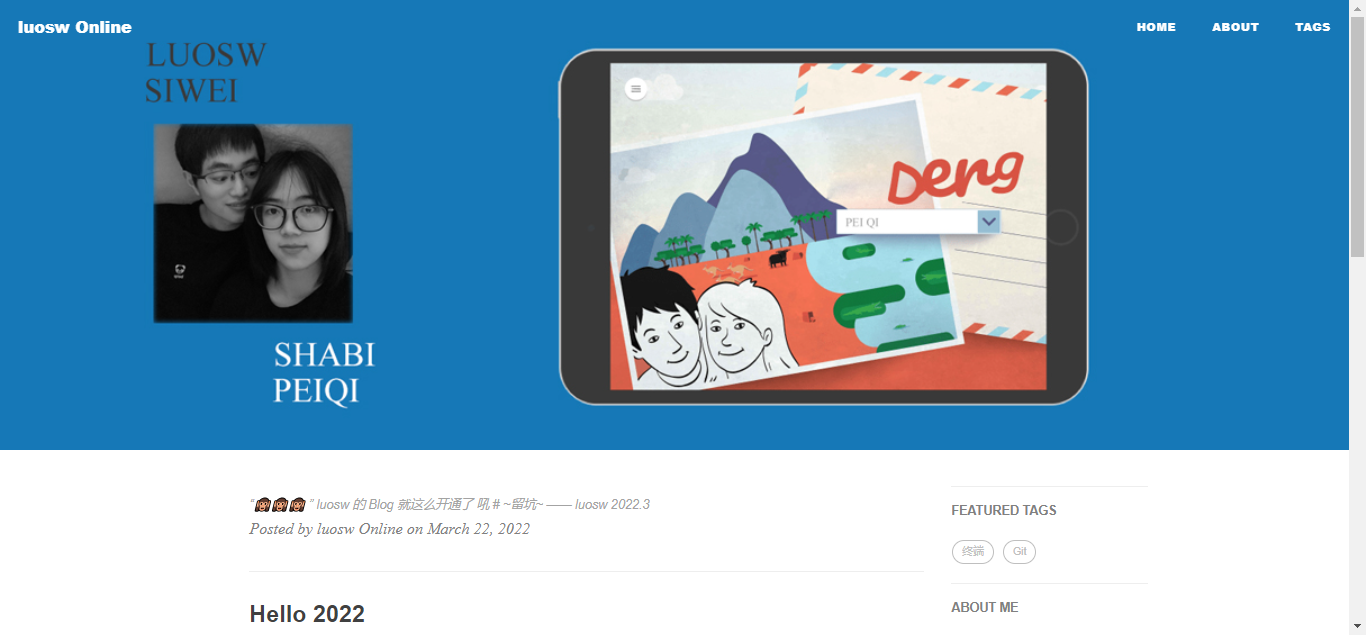 luosw Online
HOME ABOUT TAGS
LUOSW
SIWEI
SHABI
PEIQI
Deng
PEI QI
“👩🏽👩🏽👩🏽 ” luosw 的 Blog 就这么开通了 吼 # ~留坑~ —— luosw 2022.3
Posted by luosw Online on March 22, 2022
Hello 2022
FEATURED TAGS
终端 Git
ABOUT ME